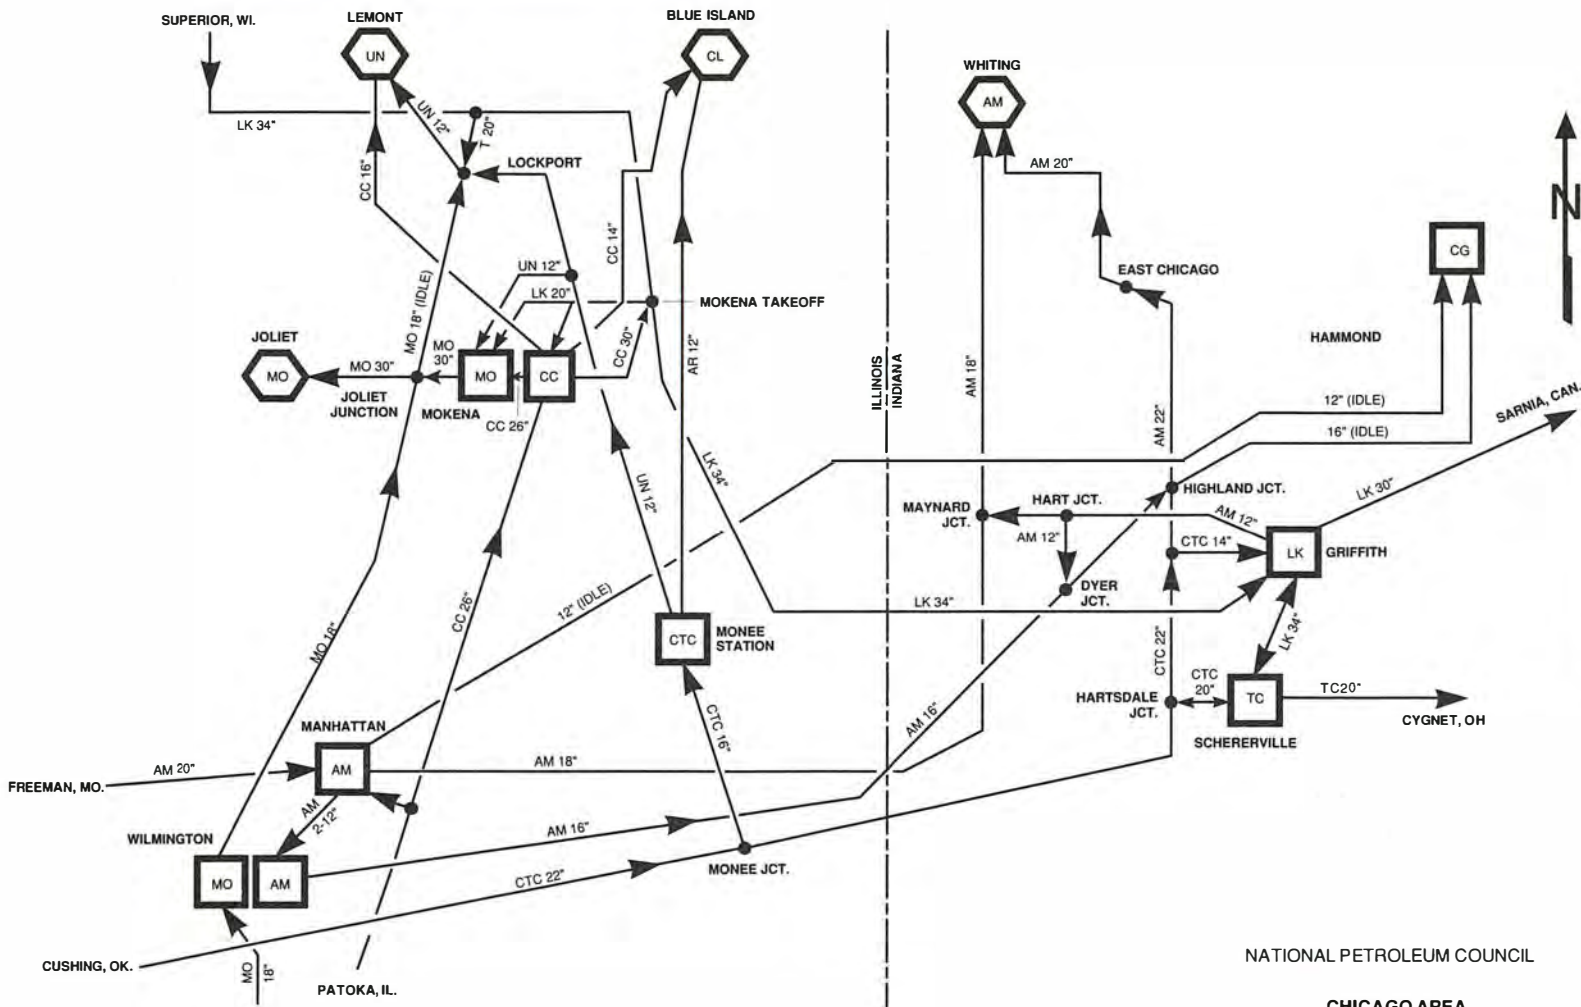 SUPERIOR, WI.
LEMONT
BLUE ISLAND
UN
CL
WHITING
AM
LK 34"
UN 12"
T 20"
LOCKPORT
CC 16"
AM 20"
N
CC 14"
CG
EAST CHICAGO
UN 12"
LK 20"
MOKENA TAKEOFF
MO 18" (IDLE)
CC 30"
AR 12"
HAMMOND
JOLIET
MO
MO 30"
MO
30"
MO
CC
JOLIET
JUNCTION
MOKENA
CC 26"
ILLINOIS
INDIANA
AM 18"
12" (IDLE)
16" (IDLE)
SARNIA, CAN.
AM 22"
LK 34"
UN 12"
HIGHLAND JCT.
LK 30"
MAYNARD
JCT.
HART JCT.
AM 12"
AM 12"
CTC 14"
LK
GRIFFITH
DYER
JCT.
12" (IDLE)
CC 26"
MO 18"
LK 34"
CTC
MONEE
STATION
CTC 22"
LK 34"
CTC
20"
HARTSDALE
JCT.
TC
TC20"
CYGNET, OH
SCHERERVILLE
CTC 16"
AM 16"
MANHATTAN
AM
AM 18"
AM 20"
FREEMAN, MO.
AM
2-12"
WILMINGTON
AM 16"
MO
AM
CTC 22"
MONEE JCT.
CUSHING, OK.
MO
18"
PATOKA, IL.
NATIONAL PETROLEUM COUNCIL
CHICAGO AREA